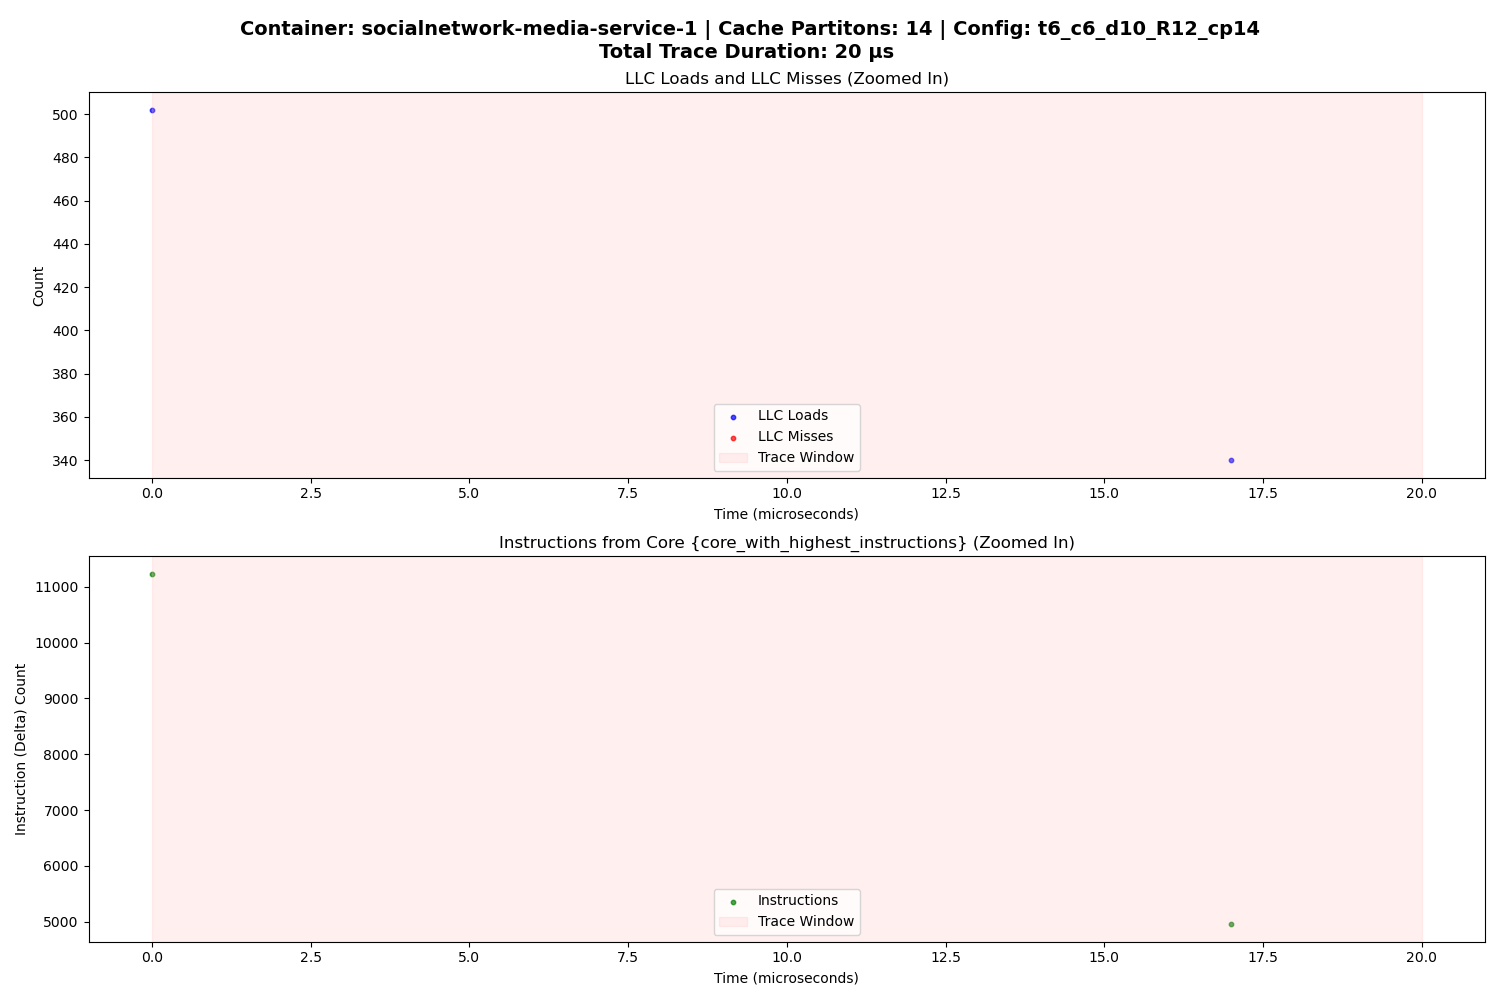 Container: socialnetwork-media-service-1 | Cache Partitons: 14 | Config: t6_c6_d10_R12_cp14
Total Trace Duration: 20 µs
LLC Loads and LLC Misses (Zoomed In)
500
480
460
440
420
400
380
360
340
Count
LLC Loads
LLC Misses
Trace Window
0.0 2.5 5.0 7.5 10.0 12.5 15.0 17.5 20.0
Time (microseconds)
Instructions from Core {core_with_highest_instructions} (Zoomed In)
11000
10000
9000
8000
7000
6000
5000
Instruction (Delta) Count
Instructions
Trace Window
0.0 2.5 5.0 7.5 10.0 12.5 15.0 17.5 20.0
Time (microseconds)